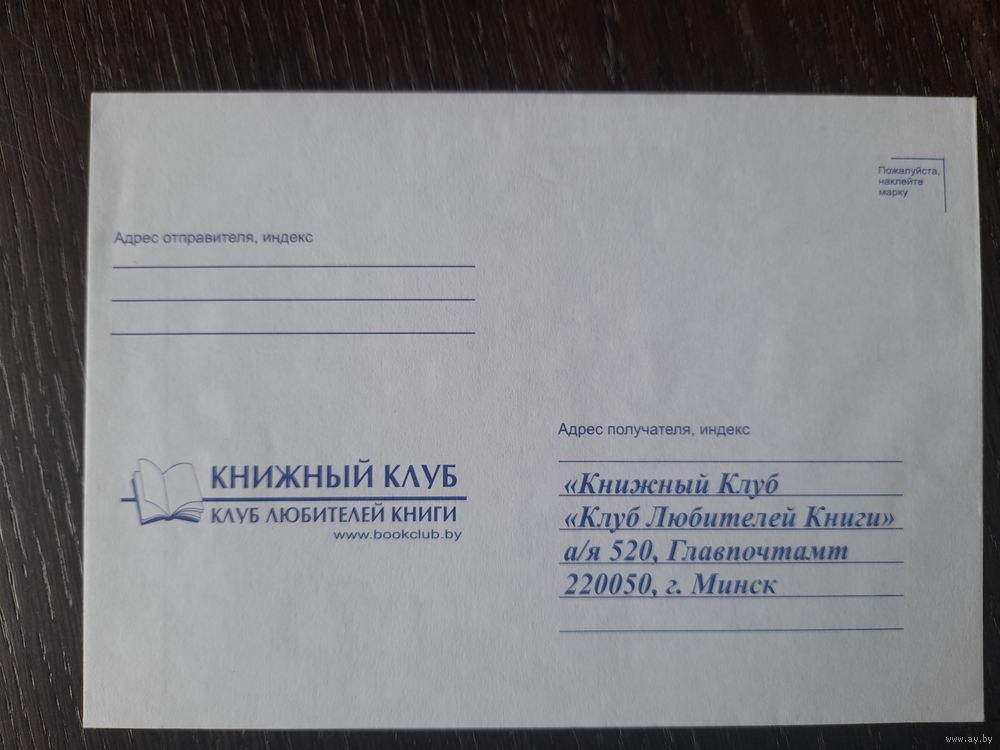 Пожалуйста,
наклейте
марку
Адрес отправителя, индекс
КНИЖНЫЙ КЛУБ
КЛУБ ЛЮБИТЕЛЕЙ КНИГИ
www.bookclub.by
Адрес получателя, индекс
«Книжный Клуб
«Клуб Любителей Книги»
а/я 520, Главпочтамт
220050, г. Минск
www.ay.by